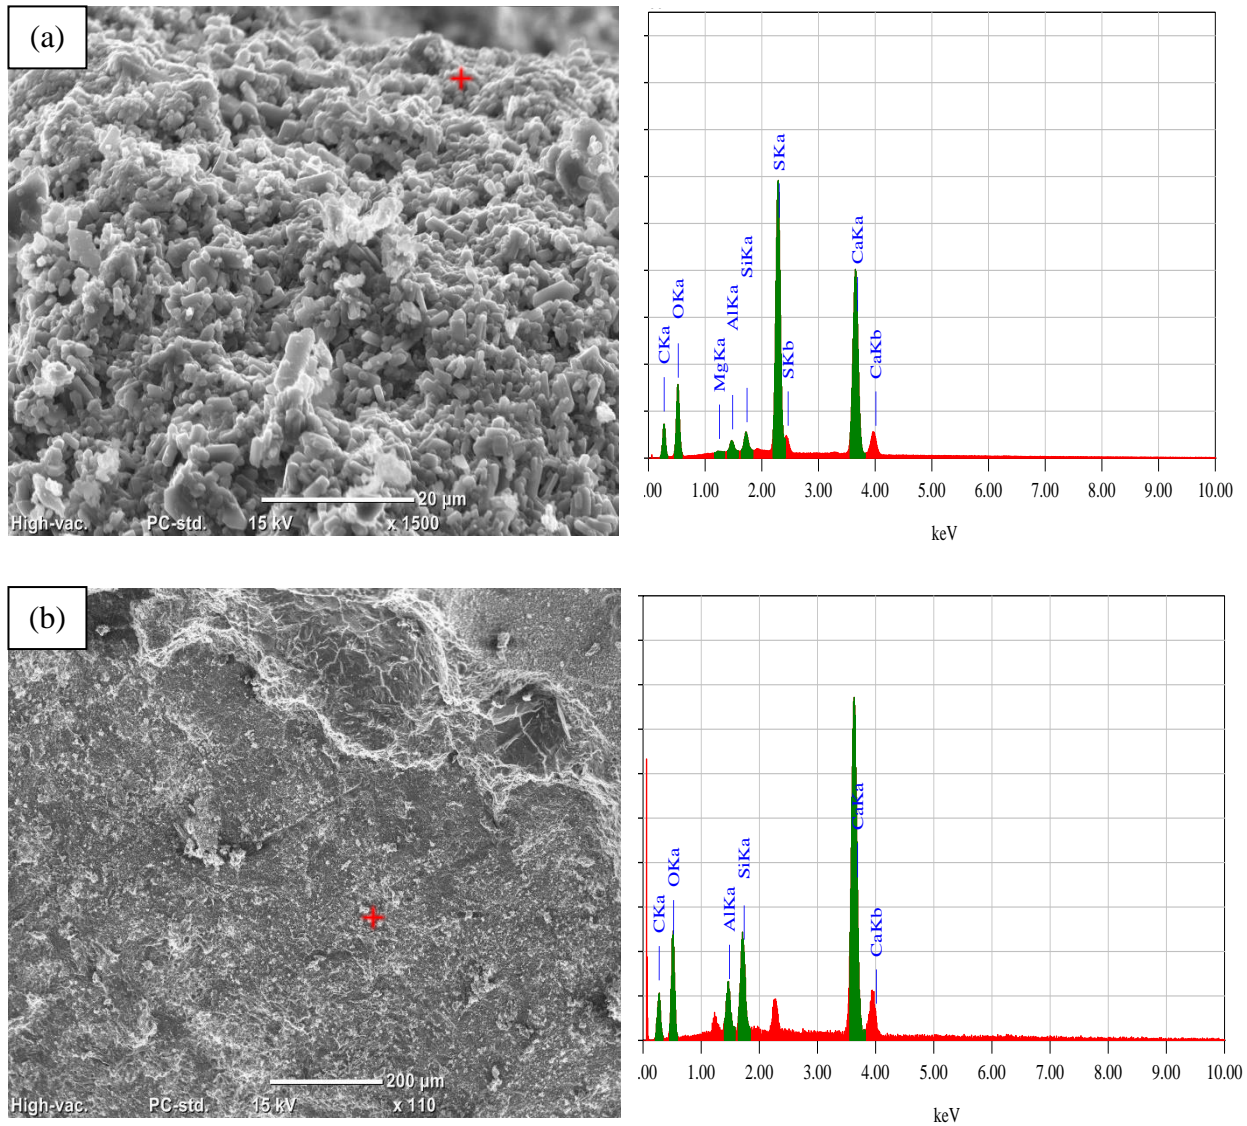 (a)
20 µm
High-vac. PC-std. 15 kV x 1500
CKa
OKa
MgKa
AlKa
SiKa
SKa
SKb
CaKa
CaKb
.00 1.00 2.00 3.00 4.00 5.00 6.00 7.00 8.00 9.00 10.00
keV
(b)
200 µm
High-vac. PC-std. 15 kV x 110
CKa
OKa
AlKa
SiKa
CaKa
CaKb
.00 1.00 2.00 3.00 4.00 5.00 6.00 7.00 8.00 9.00 10.00
keV